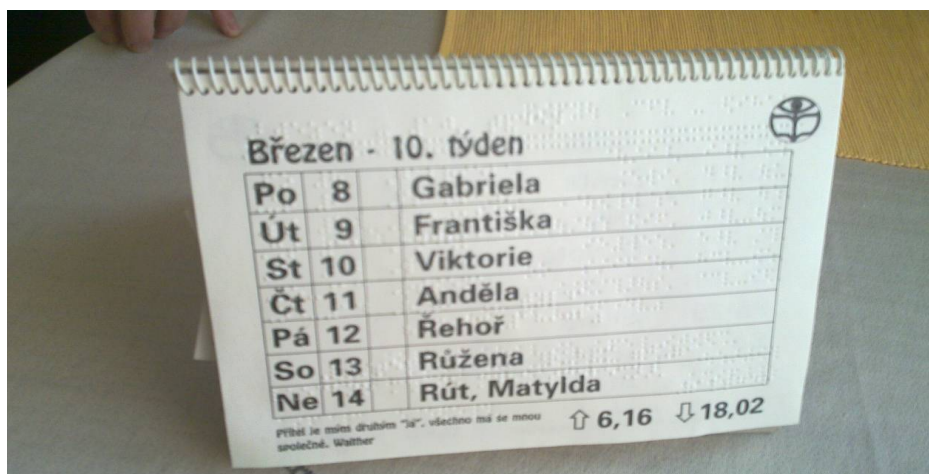 Březen - 10. týden
Po 8 Gabriela
Út 9 Františka
St 10 Viktorie
Čt 11 Anděla
Pá 12 Řehoř
So 13 Růžena
Ne 14 Rút, Matylda
Přítel je mým druhým "Já", všechno má se mnou
společné. Walther
⇧ 6,16 ⇩ 18,02